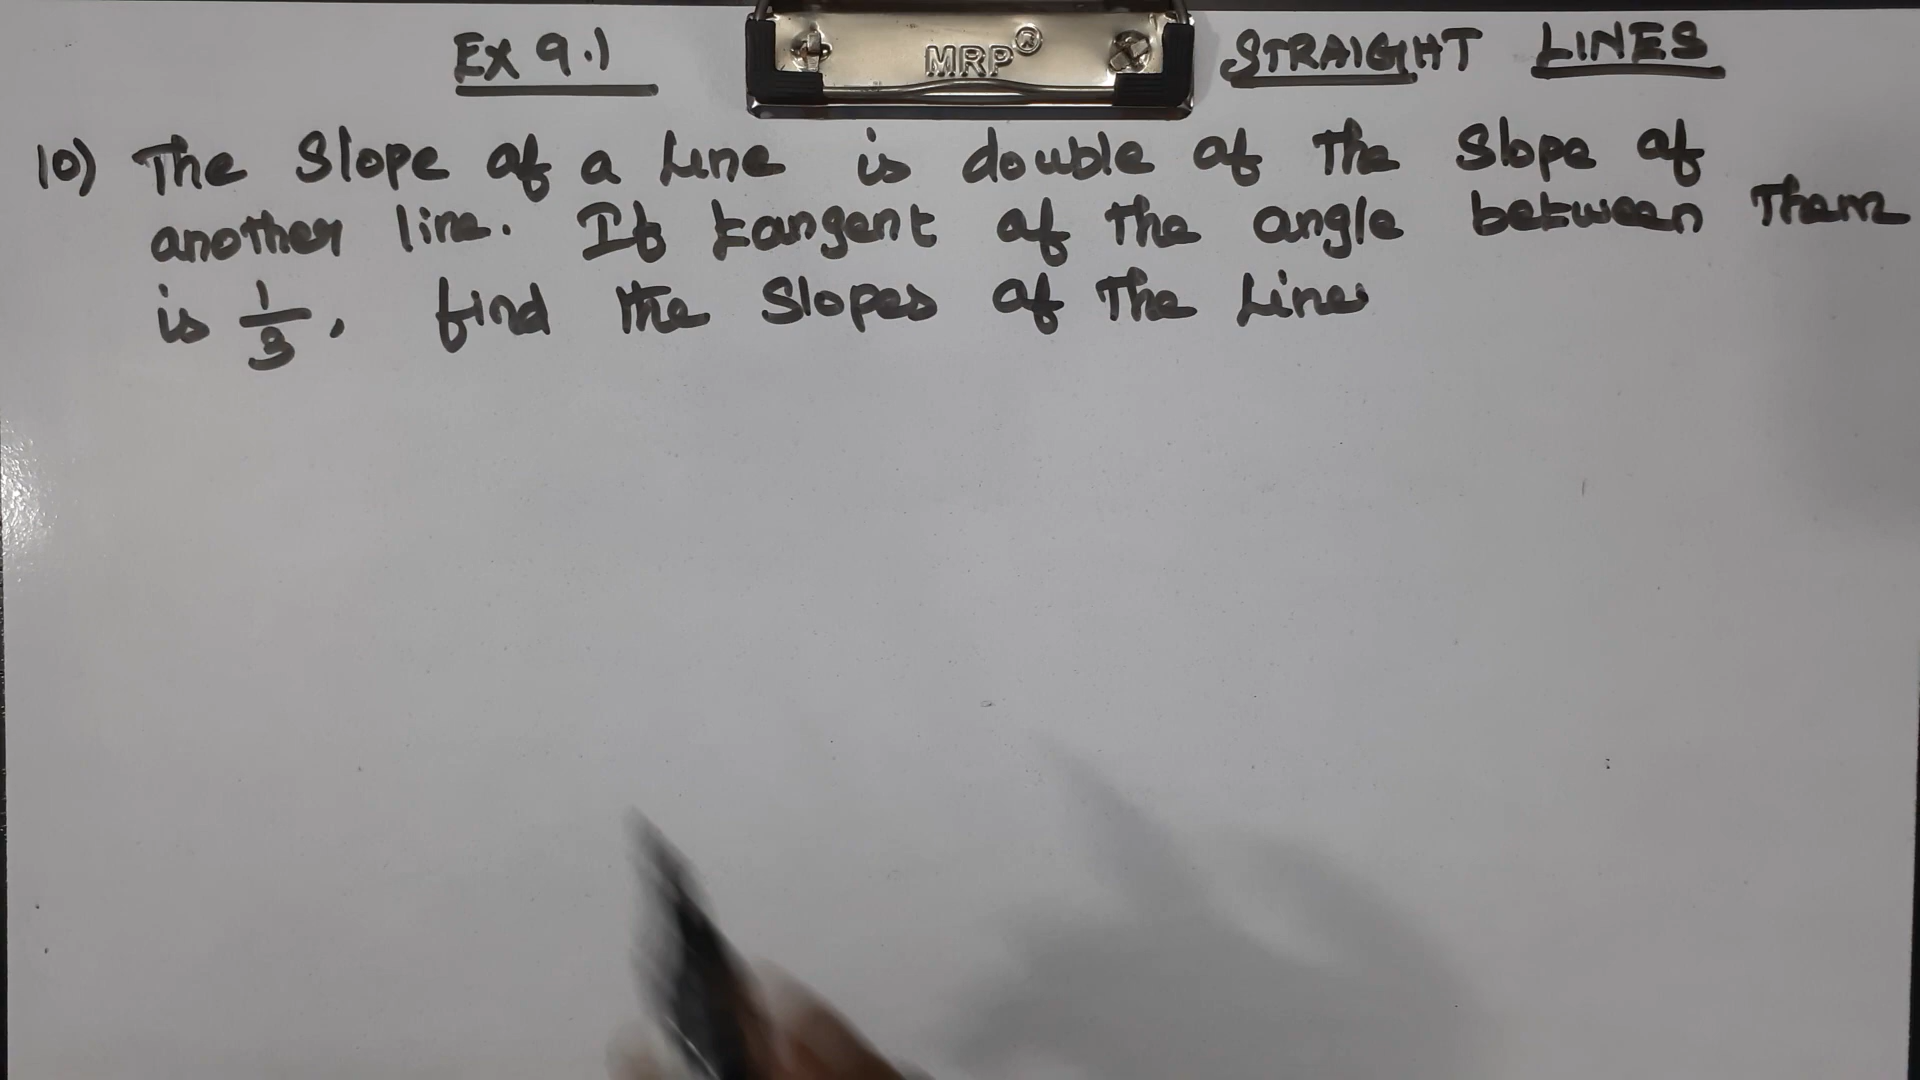 EX 9.1
MRP®
STRAIGHT LINES
10) The Slope of a Line is double of The Slope of
another line. If tangent of The angle between Them
is 1/3, find the Slopes of The Lines